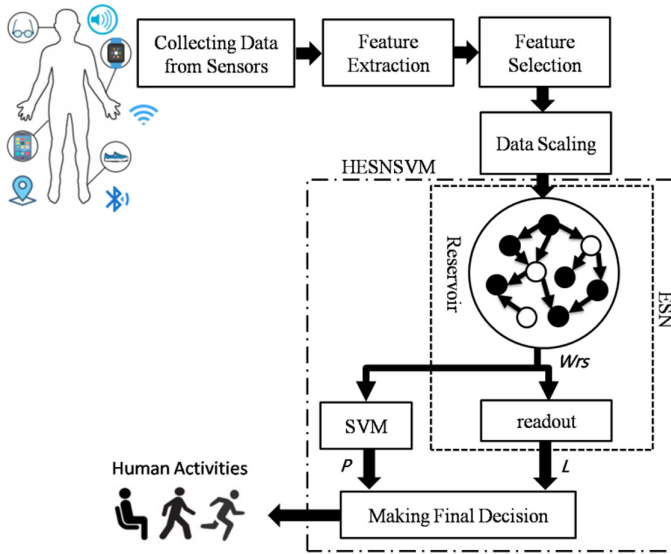 Collecting Data
from Sensors
Feature
Extraction
Feature
Selection
Data Scaling
HESNSVM
Reservoir
ESN
Wrs
SVM
readout
P
L
Human Activities
Making Final Decision